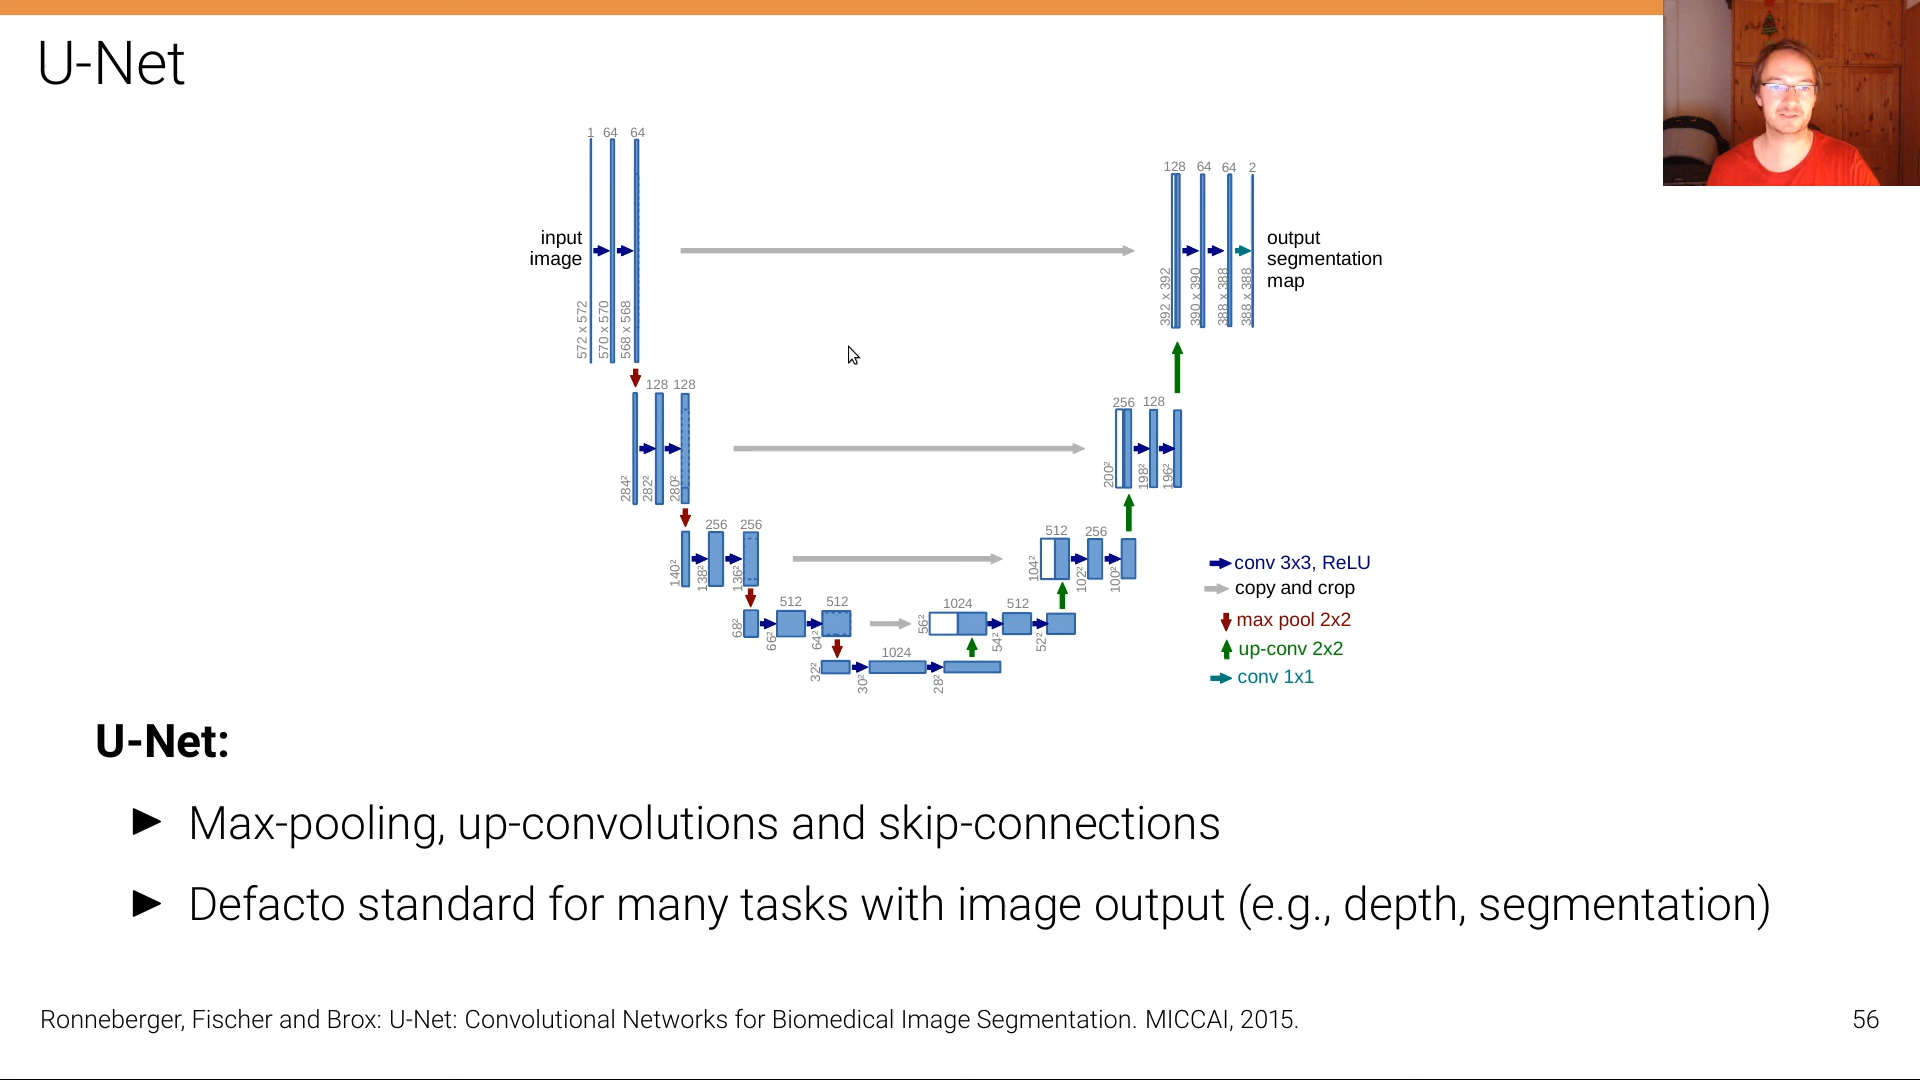 U-Net
1 64 64
128 64 64 2
input
image
output
segmentation
map
572 x 572
570 x 570
568 x 568
392 x 392
390 x 390
388 x 388
388 x 388
128 128
256 128
284²
282²
280²
200²
198²
196²
256 256
512 256
140²
138²
136²
104²
102²
100²
512 512
1024 512
68²
66²
64²
56²
54²
52²
1024
32²
30²
28²
conv 3x3, ReLU
copy and crop
max pool 2x2
up-conv 2x2
conv 1x1
U-Net:
► Max-pooling, up-convolutions and skip-connections
► Defacto standard for many tasks with image output (e.g., depth, segmentation)
Ronneberger, Fischer and Brox: U-Net: Convolutional Networks for Biomedical Image Segmentation. MICCAI, 2015.
56